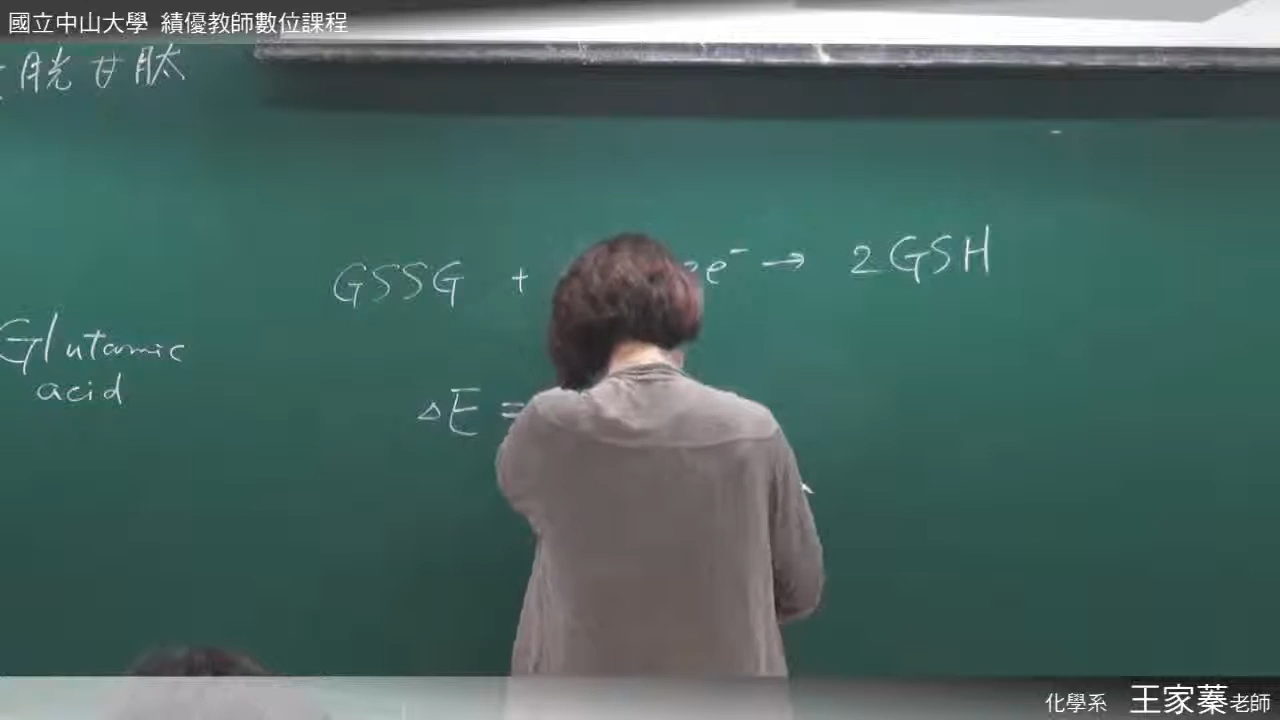 國立中山大學 績優教師數位課程
胱甘肽
GSSG + 2e⁻ → 2GSH
Glutamic
acid
ΔE =
化學系 王家蓁老師